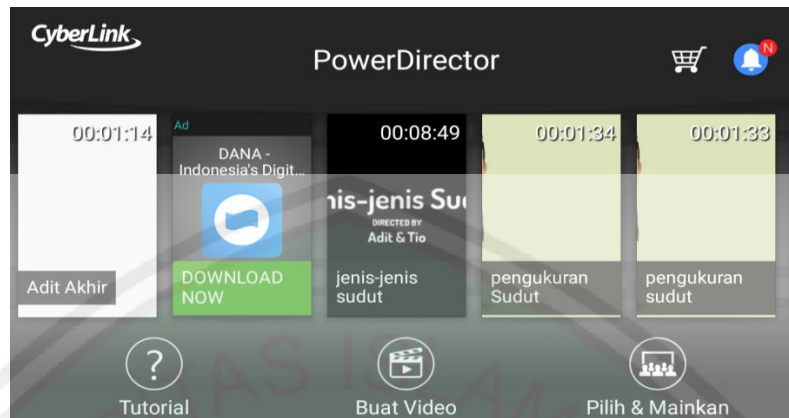 CyberLink
PowerDirector
N
00:01:14
Adit Akhir
Ad
DANA -
Indonesia's Digit...
DOWNLOAD
NOW
00:08:49
nis-jenis Su
DIRECTED BY
Adit & Tio
jenis-jenis
sudut
00:01:34
pengukuran
Sudut
00:01:33
pengukuran
sudut
?
Tutorial
Buat Video
Pilih & Mainkan